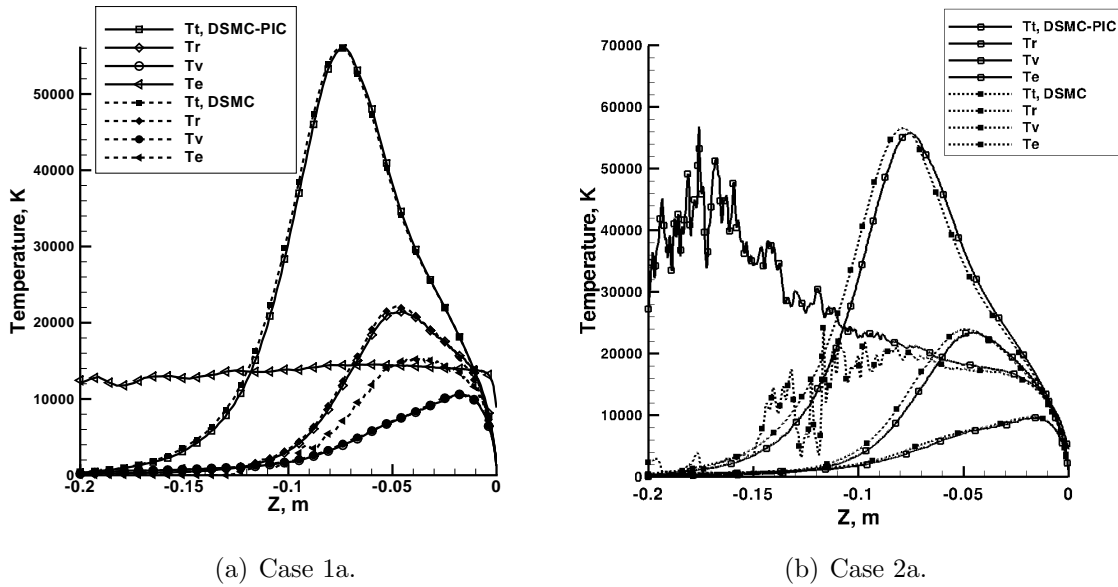 Tt, DSMC-PIC
Tr
Tv
Te
Tt, DSMC
Tr
Tv
Te
50000
40000
30000
20000
10000
0
Temperature, K
-0.2
-0.15
-0.1
-0.05
0
Z, m
(a) Case 1a.
Tt, DSMC-PIC
Tr
Tv
Te
Tt, DSMC
Tr
Tv
Te
70000
60000
50000
40000
30000
20000
10000
0
Temperature, K
-0.2
-0.15
-0.1
-0.05
0
Z, m
(b) Case 2a.